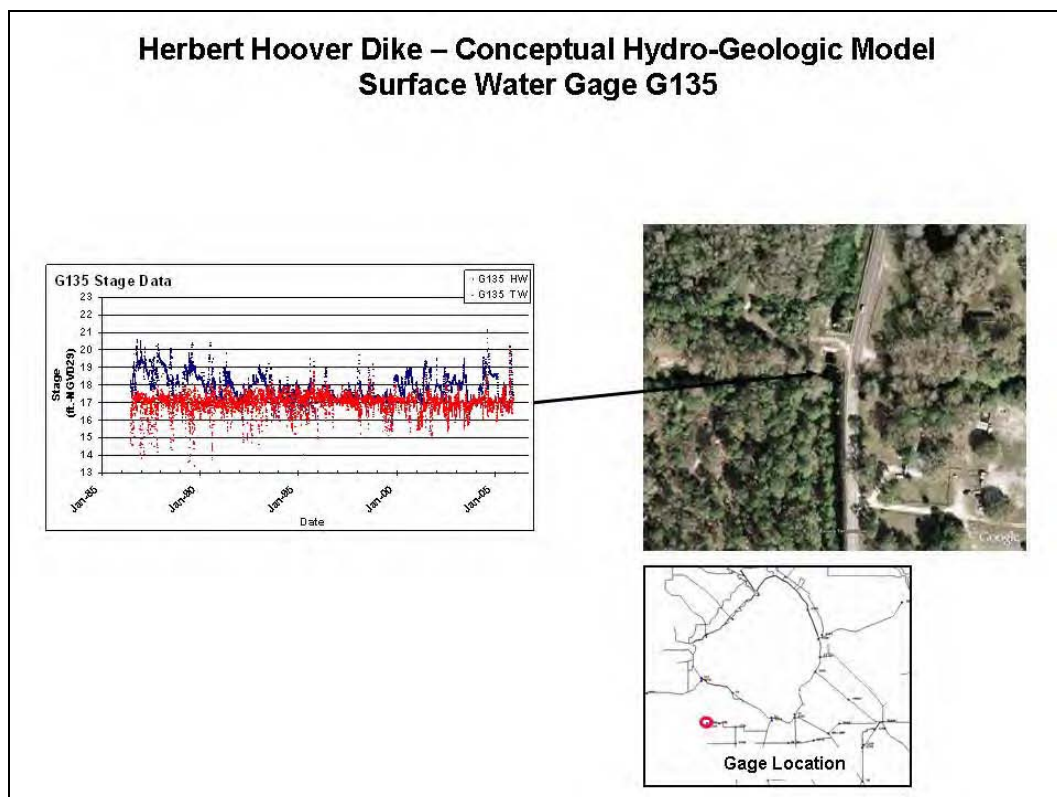 Herbert Hoover Dike – Conceptual Hydro-Geologic Model
Surface Water Gage G135
G135 Stage Data
G135 HW
G135 TW
23
22
21
20
19
18
17
16
15
14
13
Stage
(ft.-NGVD29)
Jan-85
Jan-90
Jan-95
Jan-00
Jan-05
Date
Google
Gage Location